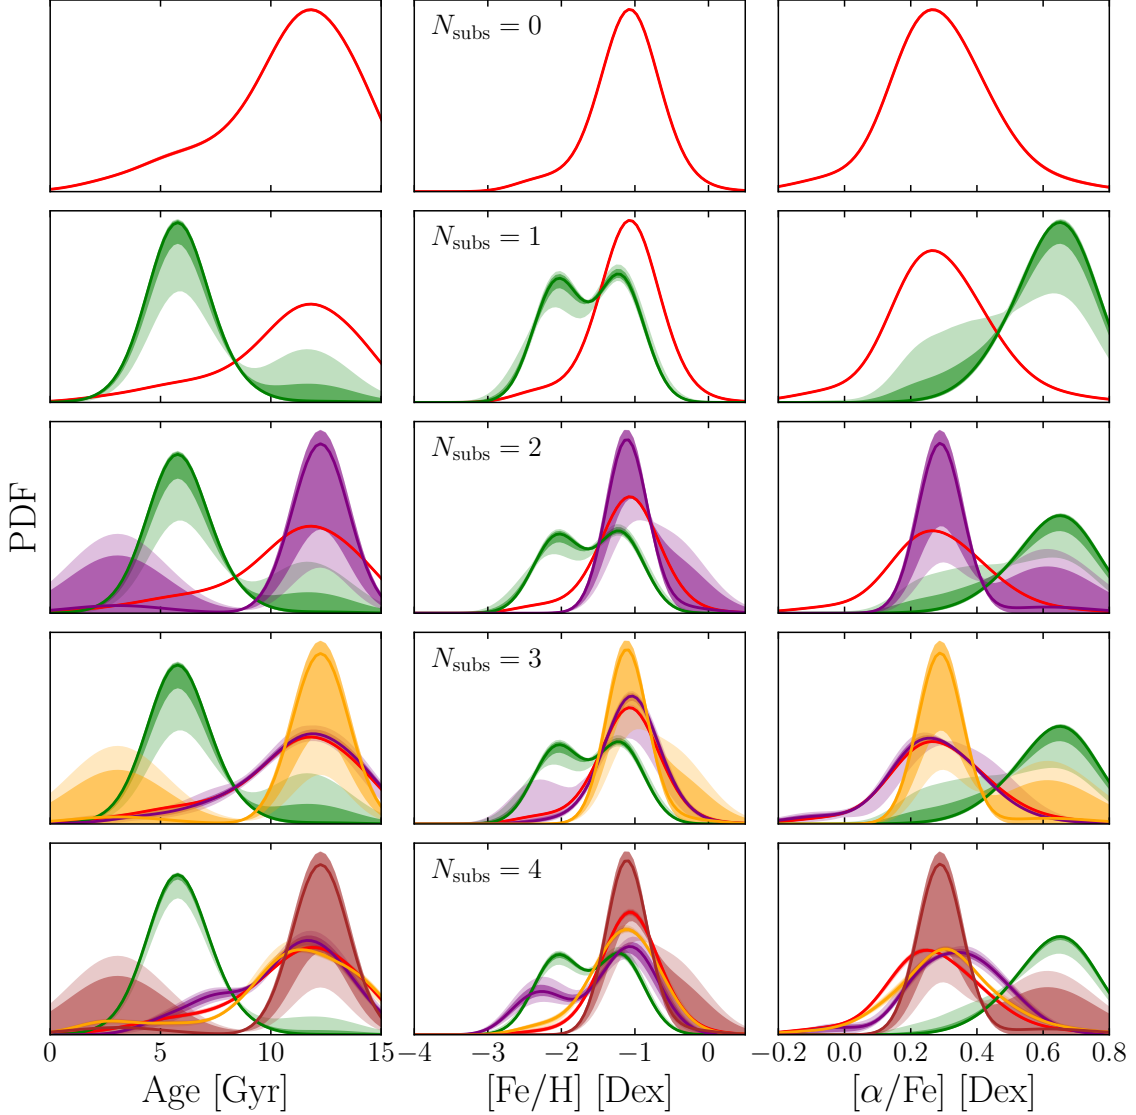 N_subs = 0
N_subs = 1
N_subs = 2
PDF
N_subs = 3
N_subs = 4
0 5 10 15 −4 −3 −2 −1 0 −0.2 0.0 0.2 0.4 0.6 0.8
Age [Gyr] [Fe/H] [Dex] [α/Fe] [Dex]